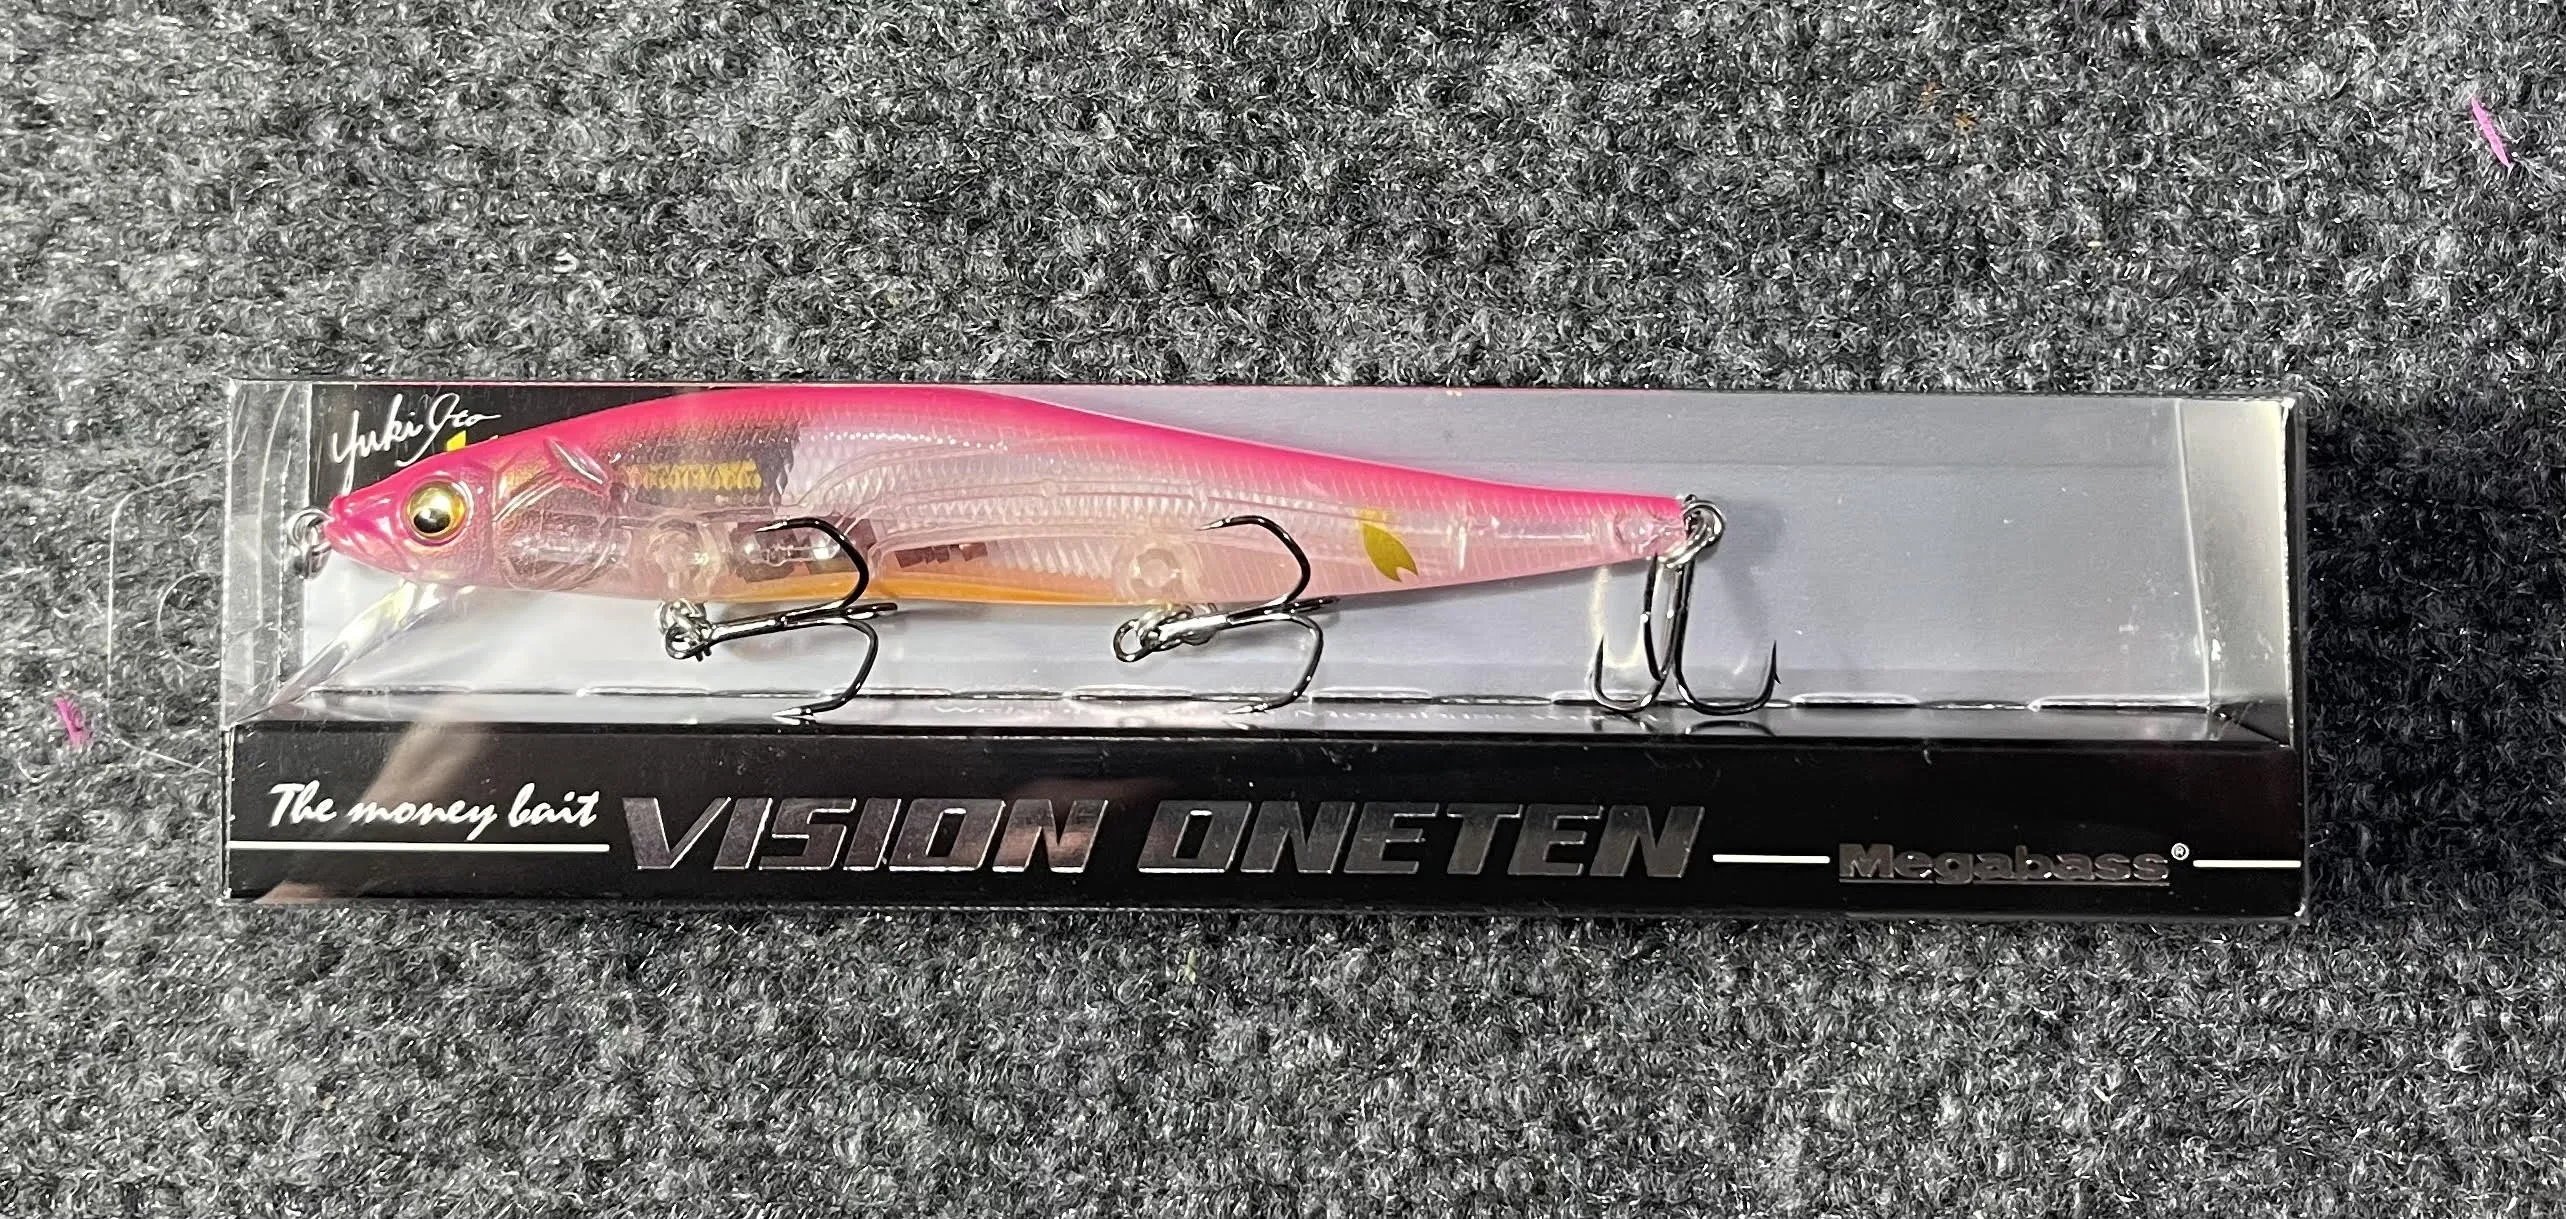 Yuki Ito
The money bait VISION ONETEN Megabass®